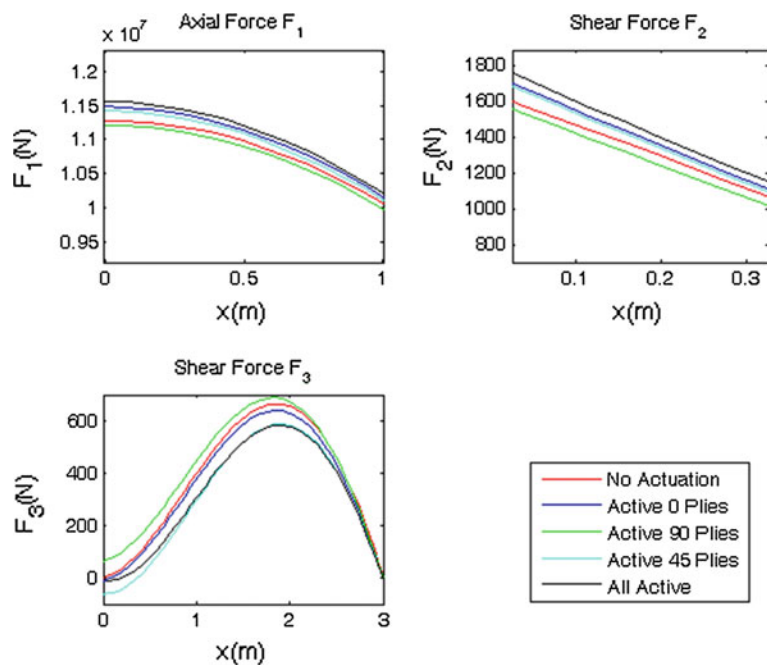 Axial Force F1
x 10^7
1.2
1.15
1.1
1.05
1
0.95
F1(N)
0
0.5
1
x(m)
Shear Force F2
1800
1600
1400
1200
1000
800
F2(N)
0.1
0.2
0.3
x(m)
Shear Force F3
600
400
200
0
F3(N)
0
1
2
3
x(m)
No Actuation
Active 0 Plies
Active 90 Plies
Active 45 Plies
All Active